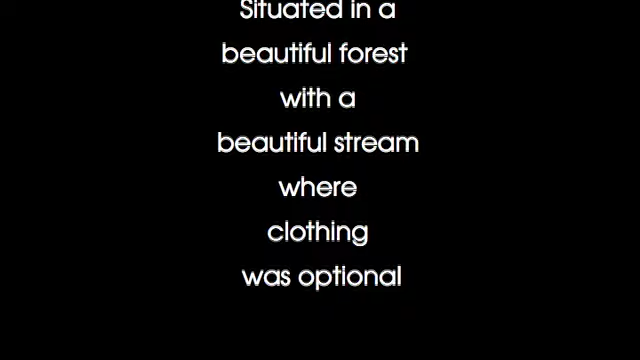 Situated in a
beautiful forest
with a
beautiful stream
where
clothing
was optional